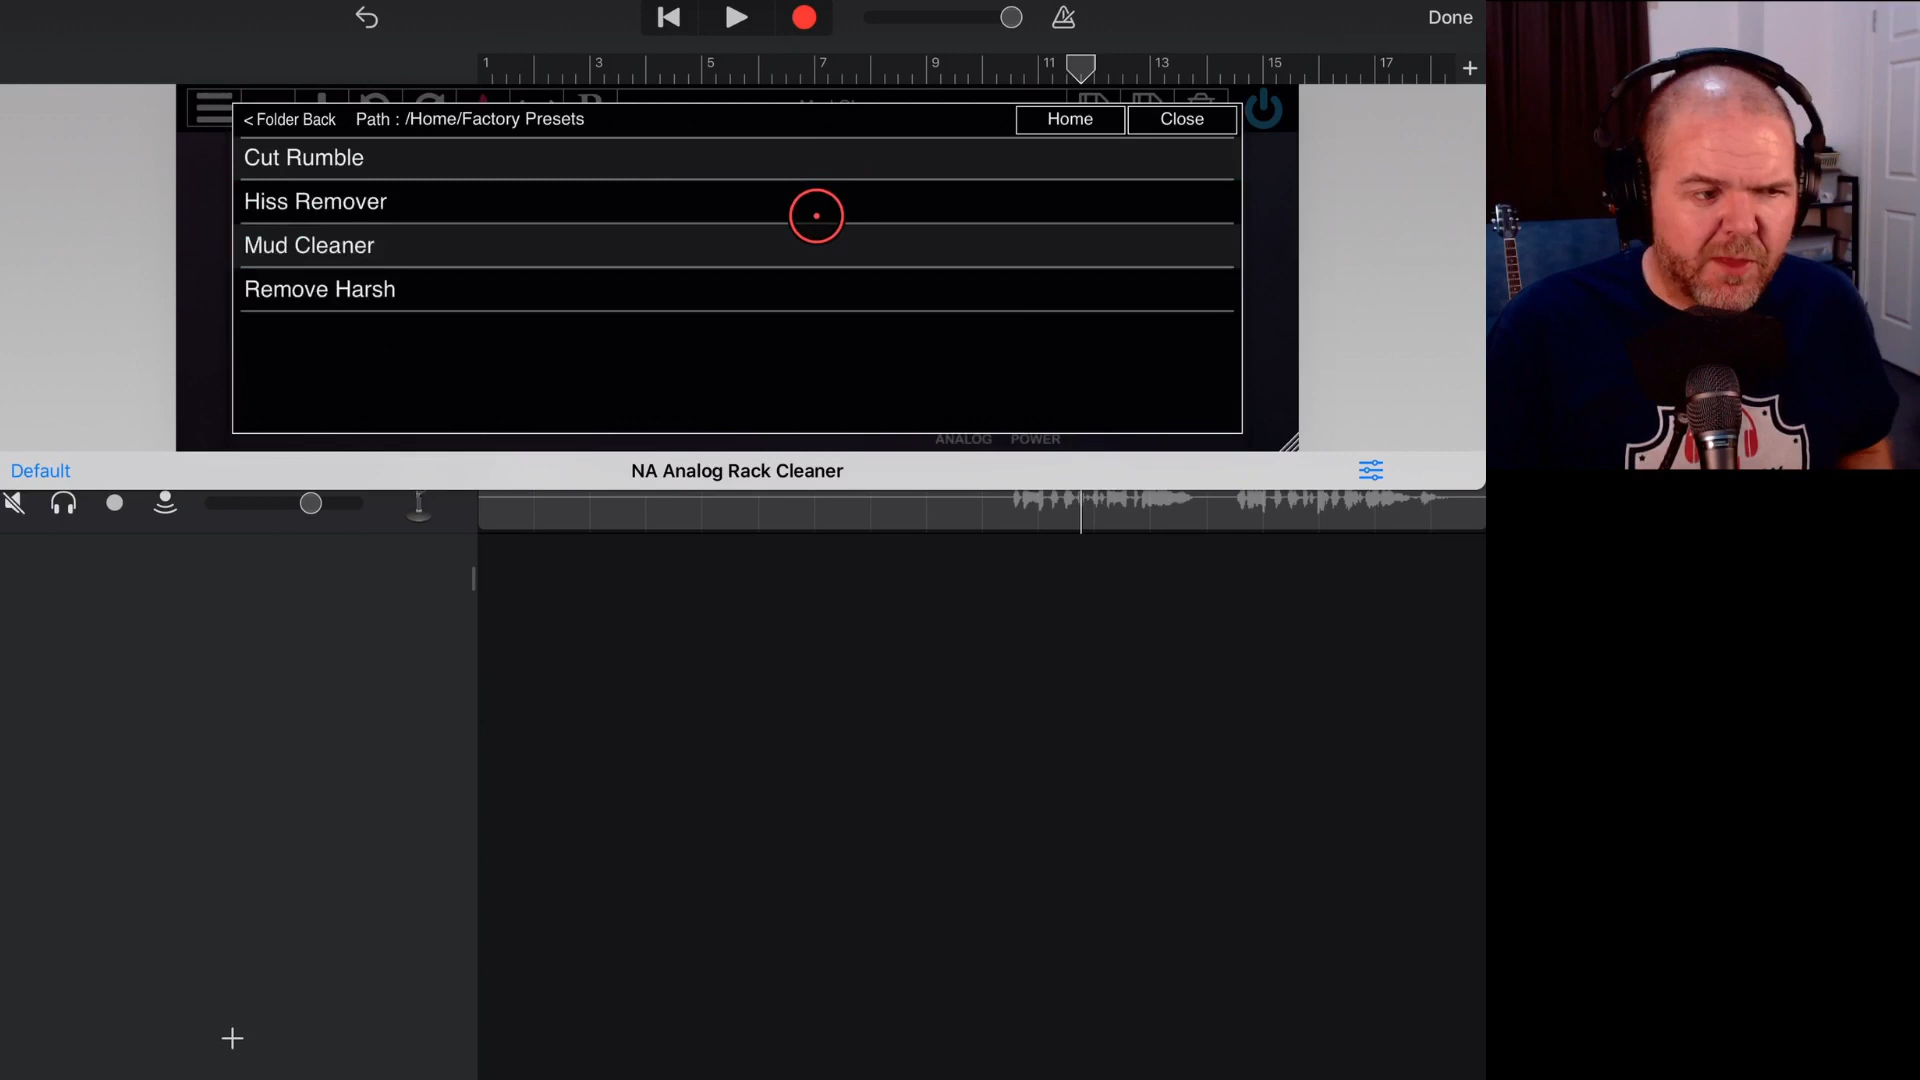 Done
1 3 5 7 9 11 13 15 17
< Folder Back Path : /Home/Factory Presets Home Close
Cut Rumble
Hiss Remover
Mud Cleaner
Remove Harsh
ANALOG POWER
Default NA Analog Rack Cleaner